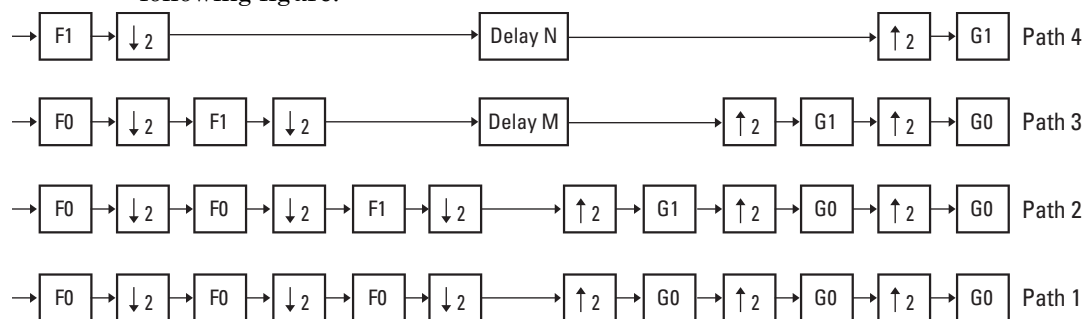 following figure.
F1 ↓ 2 Delay N ↑ 2 G1 Path 4
F0 ↓ 2 F1 ↓ 2 Delay M ↑ 2 G1 ↑ 2 G0 Path 3
F0 ↓ 2 F0 ↓ 2 F1 ↓ 2 ↑ 2 G1 ↑ 2 G0 ↑ 2 G0 Path 2
F0 ↓ 2 F0 ↓ 2 F0 ↓ 2 ↑ 2 G0 ↑ 2 G0 ↑ 2 G0 Path 1